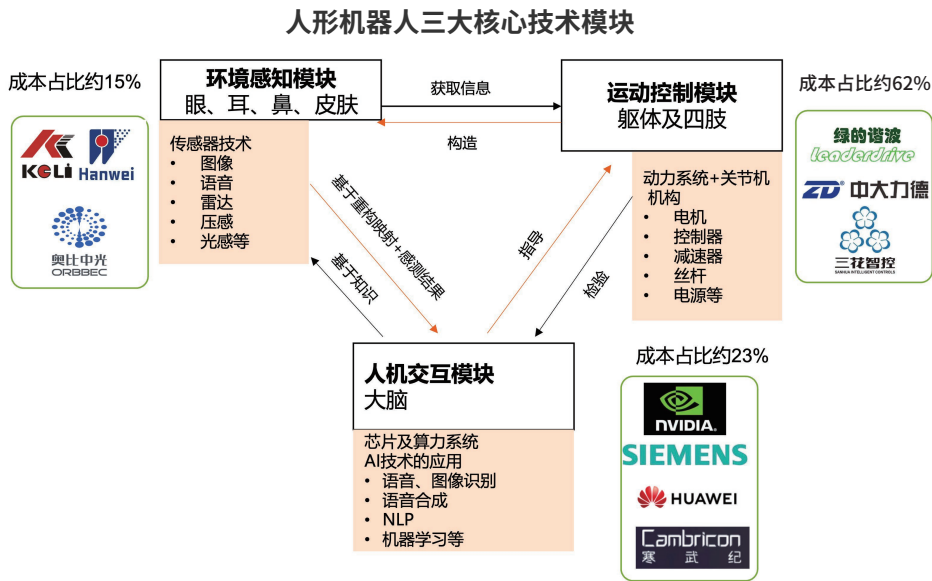 人形机器人三大核心技术模块
成本占比约15%
环境感知模块
眼、耳、鼻、皮肤
获取信息
构造
运动控制模块
躯体及四肢
成本占比约62%
KELI
Hanwei
奥比中光
ORBBEC
传感器技术
• 图像
• 语音
• 雷达
• 压感
• 光感等
基于重构映射+感测结果
基于知识
指导
检验
动力系统+关节机
机构
• 电机
• 控制器
• 减速器
• 丝杆
• 电源等
绿的谐波
leaderdrive
ZD® 中大力德
三花智控
SANHUA INTELLIGENT CONTROLS
人机交互模块
大脑
芯片及算力系统
AI技术的应用
• 语音、图像识别
• 语音合成
• NLP
• 机器学习等
成本占比约23%
NVIDIA.
SIEMENS
HUAWEI
Cambricon
寒武纪